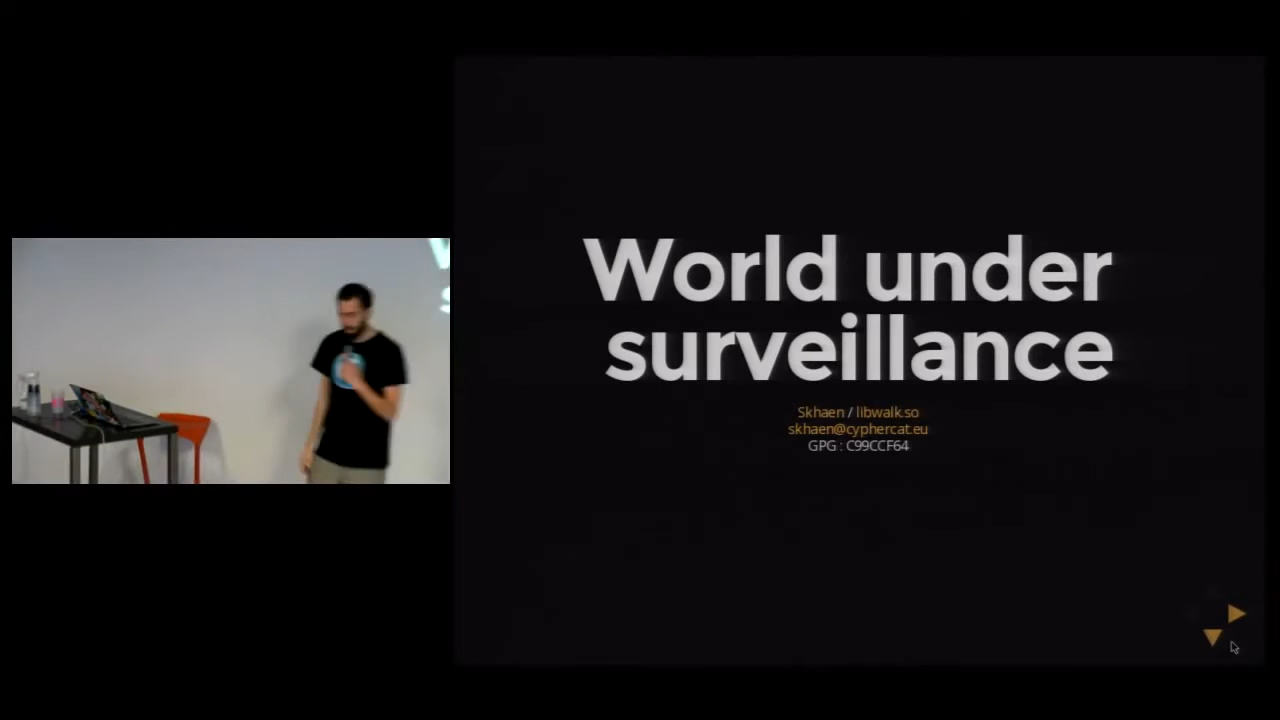 World under
surveillance
Skhaen / libwalk.so
skhaen@cyphercat.eu
GPG : C99CCF64